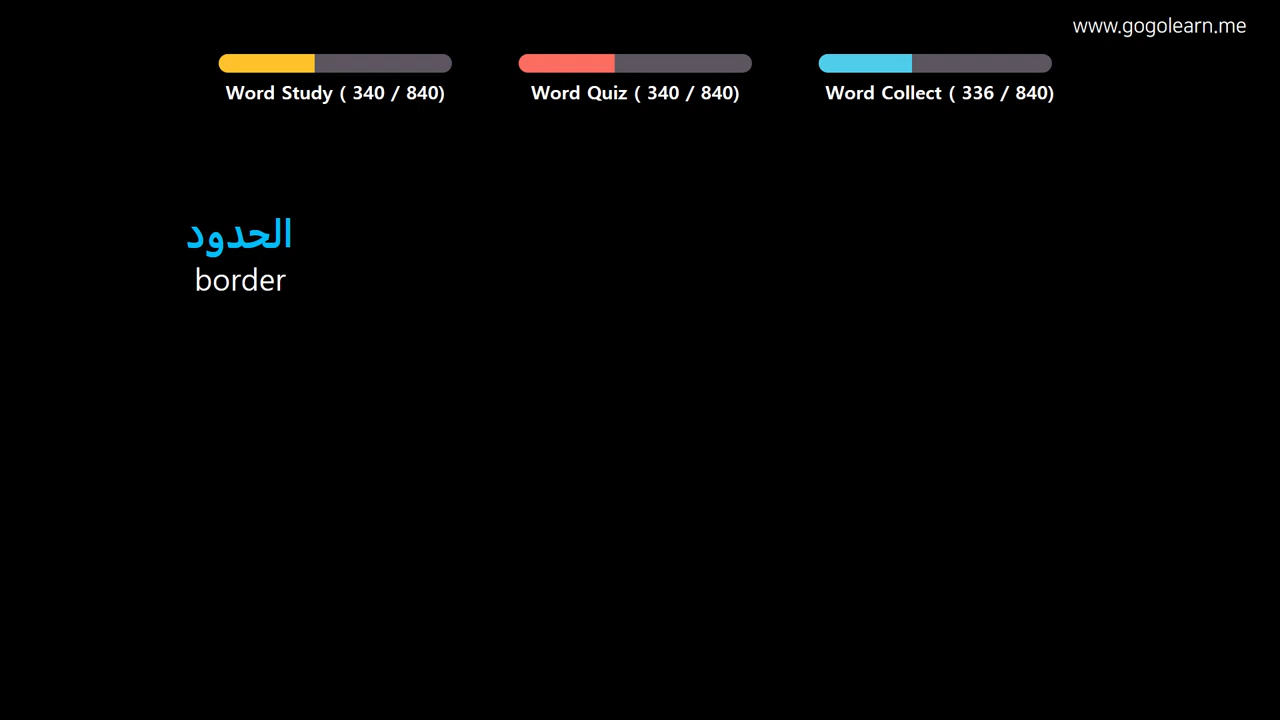 www.gogolearn.me
Word Study ( 340 / 840)
Word Quiz ( 340 / 840)
Word Collect ( 336 / 840)
الحدود
border